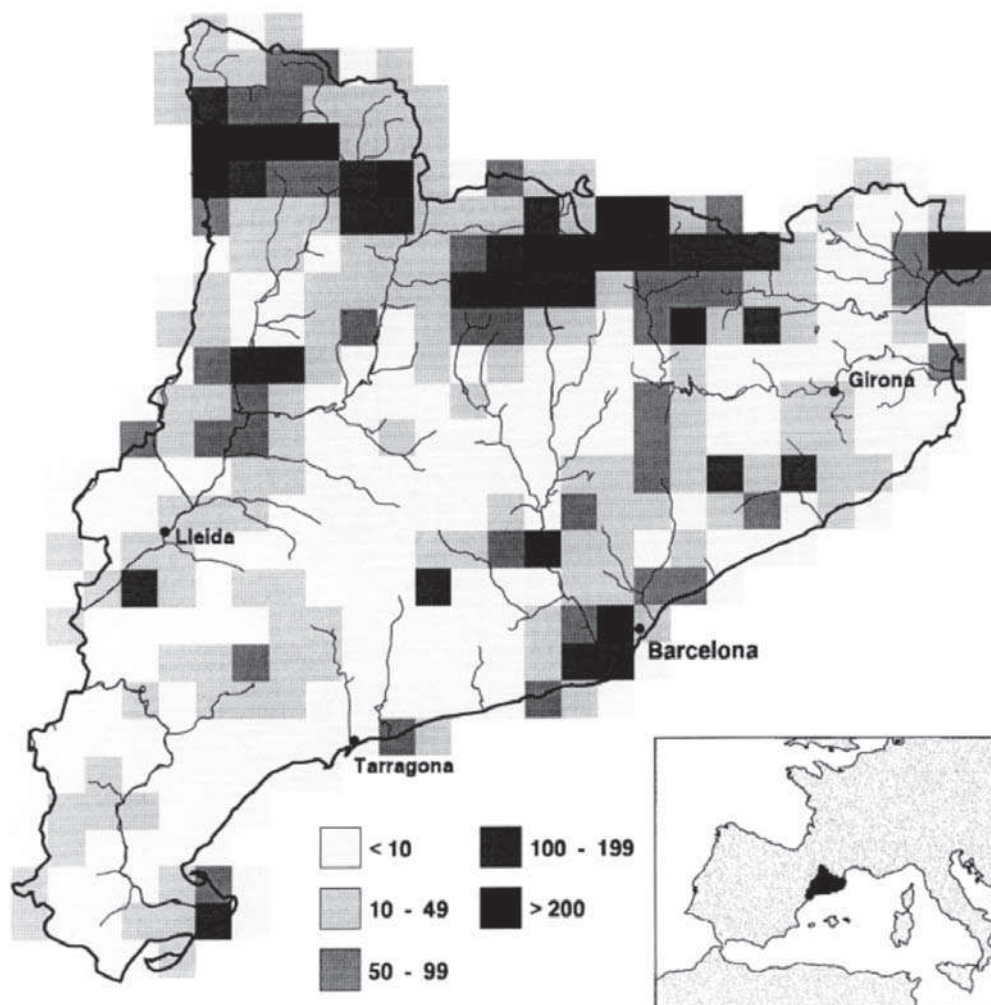 Girona
Lleida
Barcelona
Tarragona
< 10
100 - 199
10 - 49
> 200
50 - 99